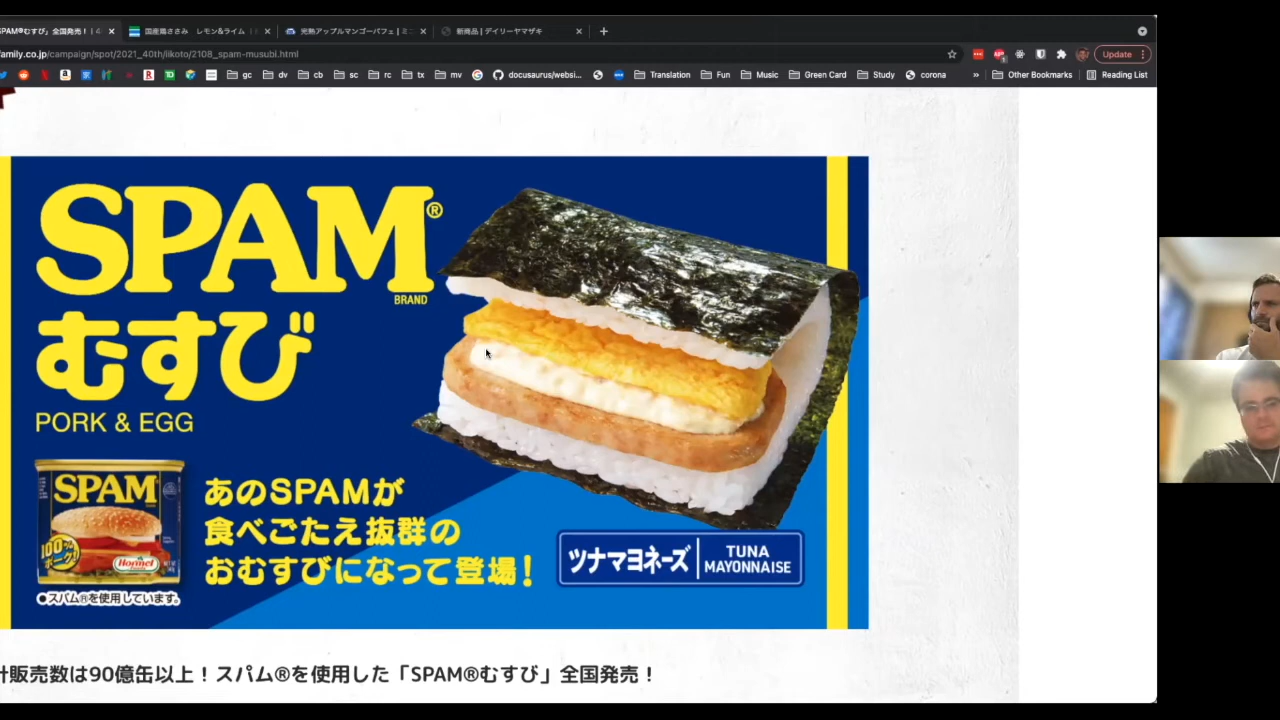 SPAM®むすび」全国発売！ |
国産鶏ささみ レモン&ライム |
完熟アップルマンゴーパフェ | ミニ
新商品 | デイリーヤマザキ
family.co.jp/campaign/spot/2021_40th/likoto/2108_spam-musubi.html
Update
gc
dv
cb
sc
rc
tx
mv
docusaurus/websi...
Translation
Fun
Music
Green Card
Study
corona
»
Other Bookmarks
Reading List
SPAM®
BRAND
むすび
PORK & EGG
SPAM
100%
ポーク!
Hormel
●スパム®を使用しています。
あのSPAMが
食べごたえ抜群の
おむすびになって登場！
ツナマヨネーズ
TUNA
MAYONNAISE
計販売数は90億缶以上！スパム®を使用した「SPAM®むすび」全国発売！